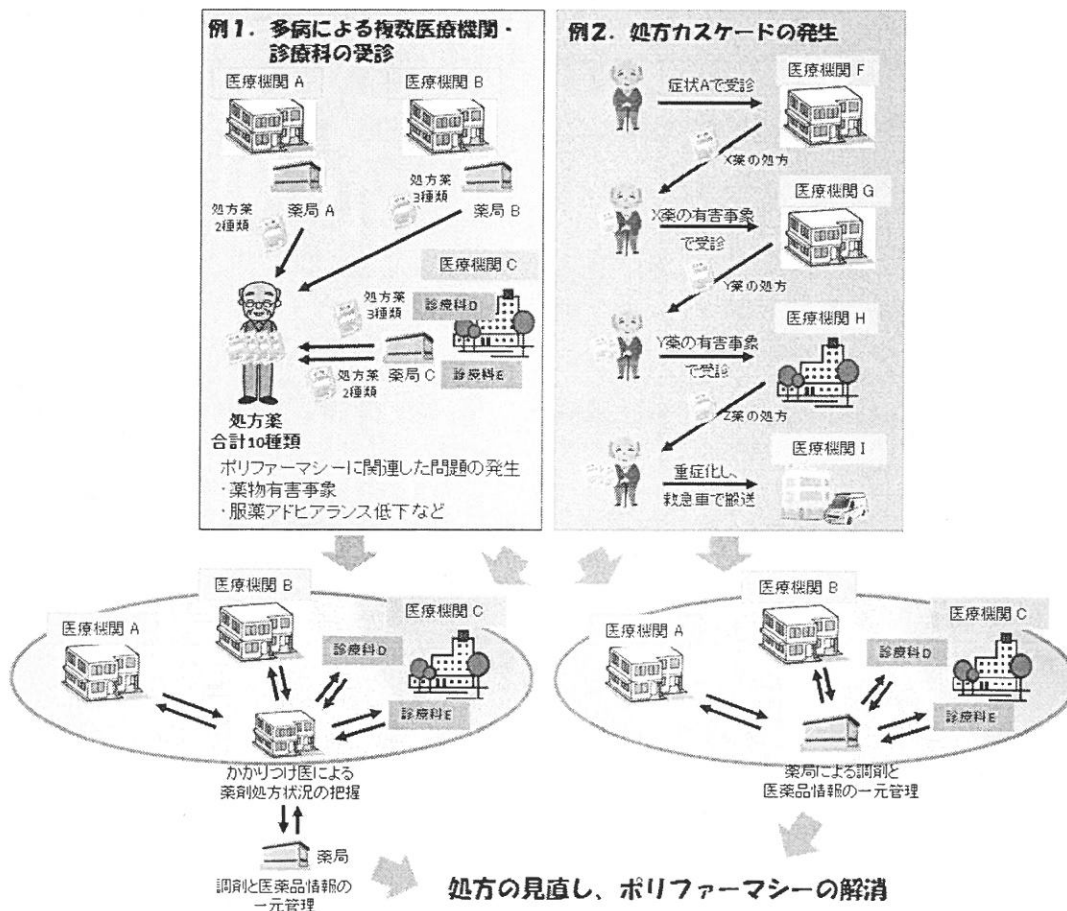 例1．多病による複数医療機関・
診療科の受診
医療機関 A
医療機関 B
処方薬
2種類
薬局 A
処方薬
3種類
薬局 B
医療機関 C
処方薬
3種類
診療科D
薬局 C
診療科E
処方薬
2種類
処方薬
合計10種類
ポリファーマシーに関連した問題の発生
・薬物有害事象
・服薬アドヒアランス低下など
例2．処方カスケードの発生
医療機関 F
症状Aで受診
X薬の処方
医療機関 G
X薬の有害事象
で受診
Y薬の処方
医療機関 H
Y薬の有害事象
で受診
Z薬の処方
医療機関 I
重症化し、
救急車で搬送
医療機関 B
医療機関 A
医療機関 C
診療科D
診療科E
かかりつけ医による
薬剤処方状況の把握
薬局
調剤と医薬品情報の
一元管理
医療機関 B
医療機関 A
医療機関 C
診療科D
診療科E
薬局による調剤と
医薬品情報の一元管理
処方の見直し、ポリファーマシーの解消